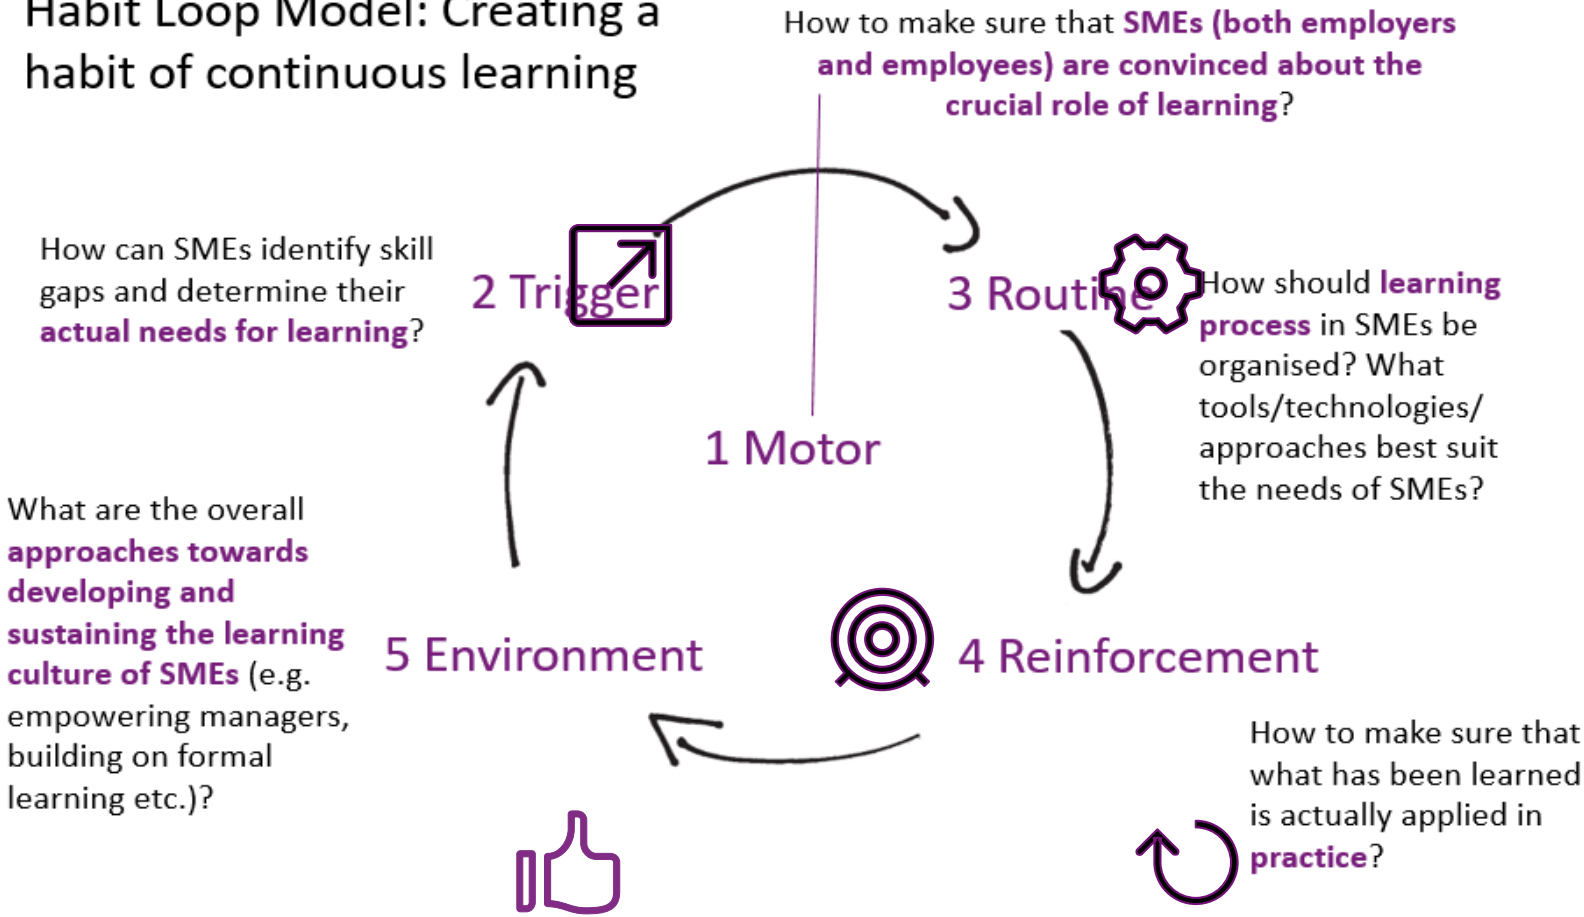 Habit Loop Model: Creating a
habit of continuous learning
How to make sure that SMEs (both employers
and employees) are convinced about the
crucial role of learning?
How can SMEs identify skill
gaps and determine their
actual needs for learning?
2 Trigger
3 Routine
How should learning
process in SMEs be
organised? What
tools/technologies/
approaches best suit
the needs of SMEs?
1 Motor
What are the overall
approaches towards
developing and
sustaining the learning
culture of SMEs (e.g.
empowering managers,
building on formal
learning etc.)?
5 Environment
4 Reinforcement
How to make sure that
what has been learned
is actually applied in
practice?